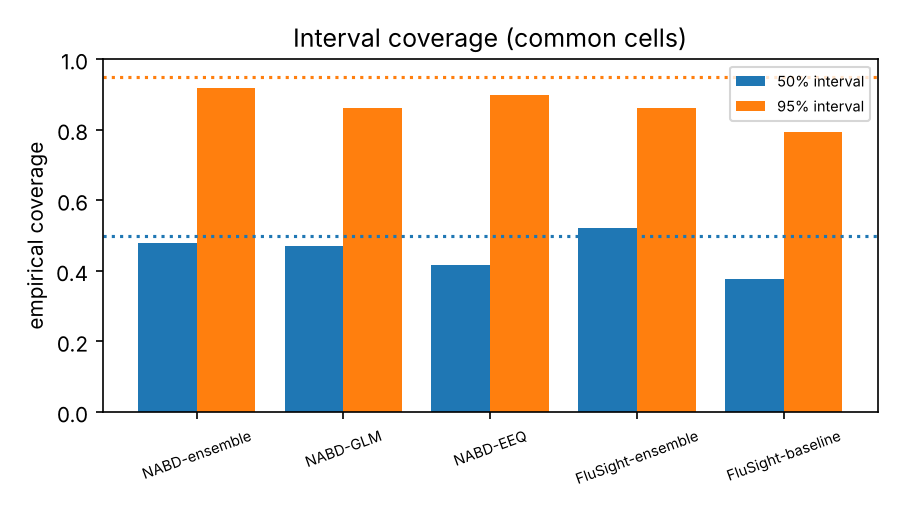 Interval coverage (common cells)
1.0
0.8
0.6
0.4
0.2
0.0
empirical coverage
50% interval
95% interval
NABD-ensemble
NABD-GLM
NABD-EEQ
FluSight-ensemble
FluSight-baseline